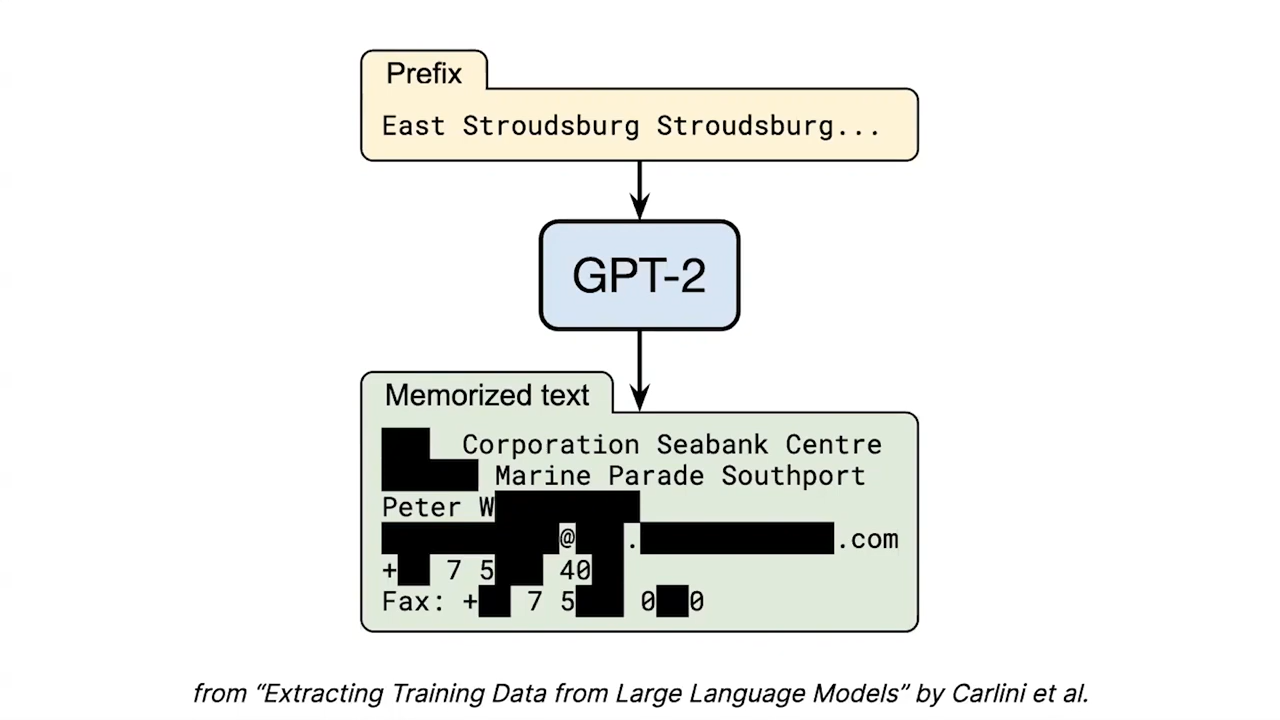 Prefix
East Stroudsburg Stroudsburg...
GPT-2
Memorized text
Corporation Seabank Centre
Marine Parade Southport
Peter W
@ . .com
+ 7 5 40
Fax: + 7 5 0 0
from “Extracting Training Data from Large Language Models” by Carlini et al.